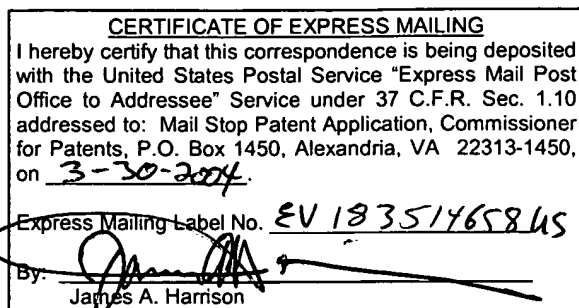 CERTIFICATE OF EXPRESS MAILING
I hereby certify that this correspondence is being deposited
with the United States Postal Service "Express Mail Post
Office to Addressee" Service under 37 C.F.R. Sec. 1.10
addressed to: Mail Stop Patent Application, Commissioner
for Patents, P.O. Box 1450, Alexandria, VA 22313-1450,
on 3-30-2004.
Express Mailing Label No. EV 183514658 US
By:
James A. Harrison